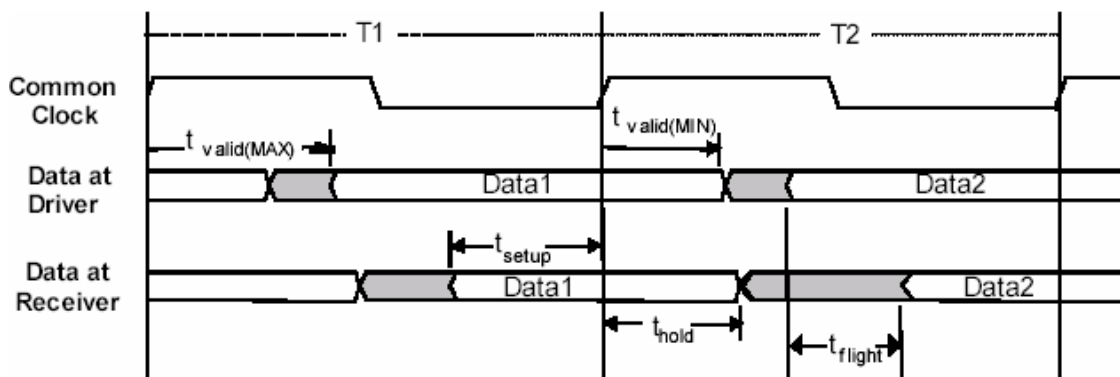 T1
T2
Common
Clock
t valid(MAX)
t valid(MIN)
Data at
Driver
Data1
Data2
t setup
Data at
Receiver
Data1
Data2
t hold
t flight